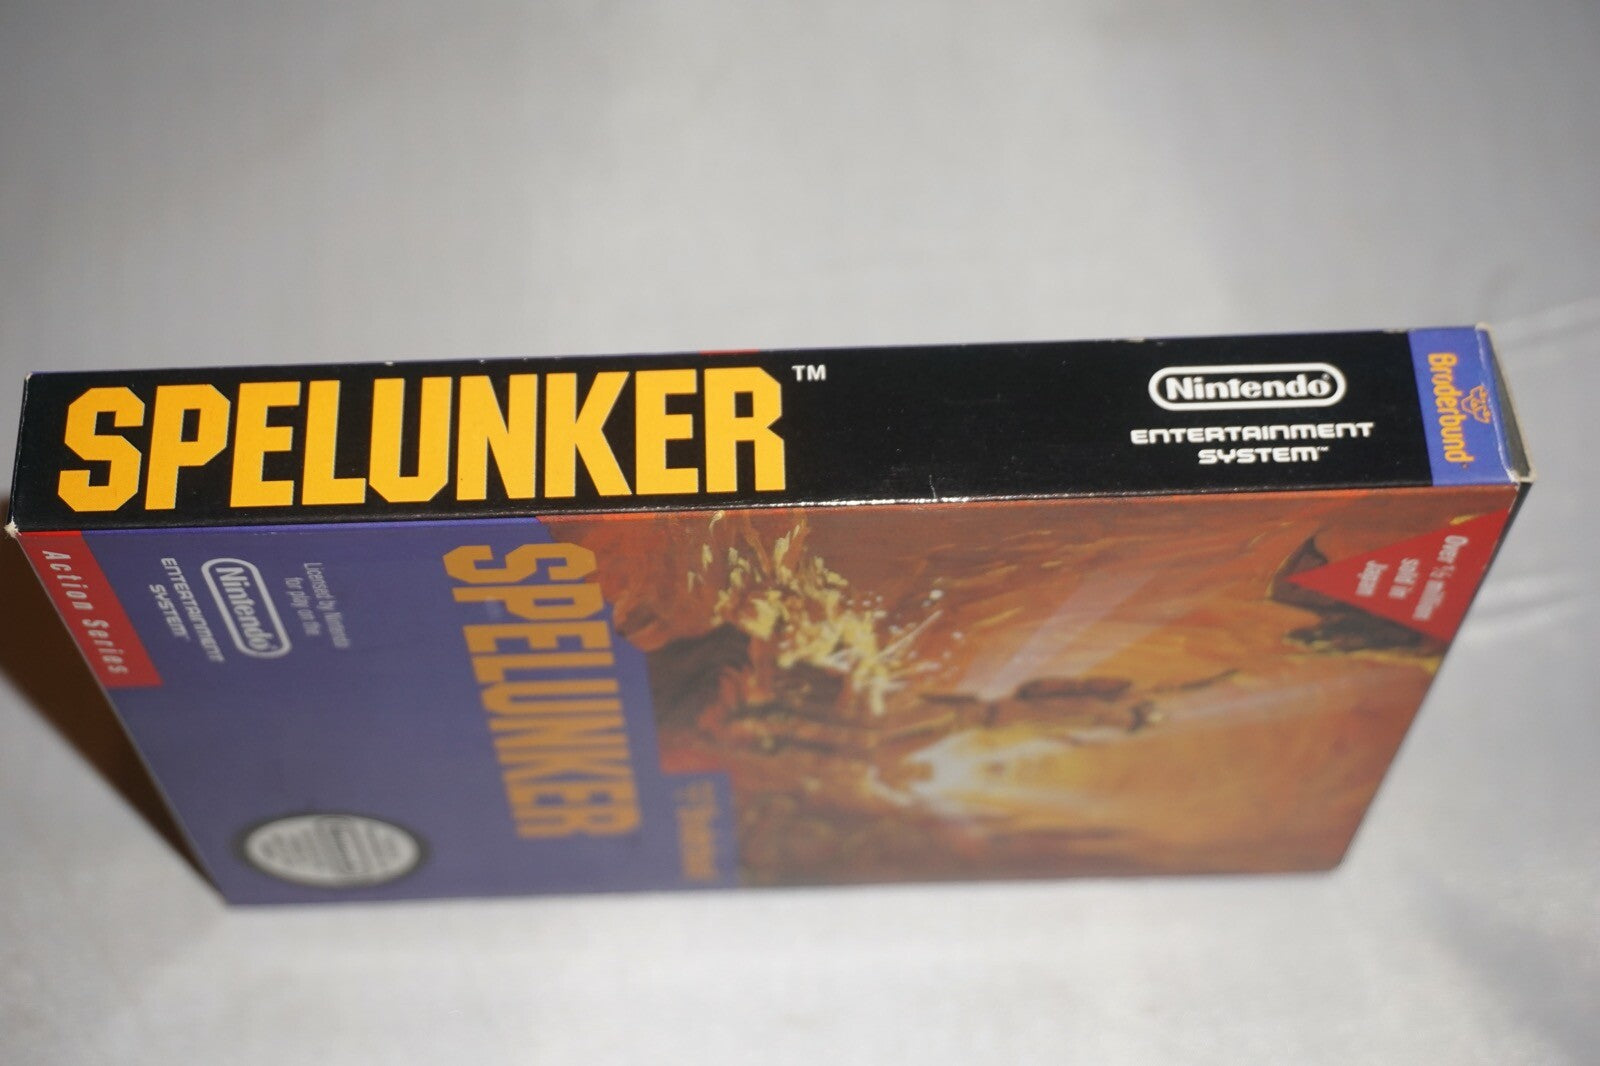 SPELUNKER™
Nintendo®
ENTERTAINMENT
SYSTEM™
Brøderbund®
Action Series
Nintendo®
ENTERTAINMENT
SYSTEM™
Licensed by Nintendo
for play on the
SPELUNKER
Over ½ million
sold in
Japan